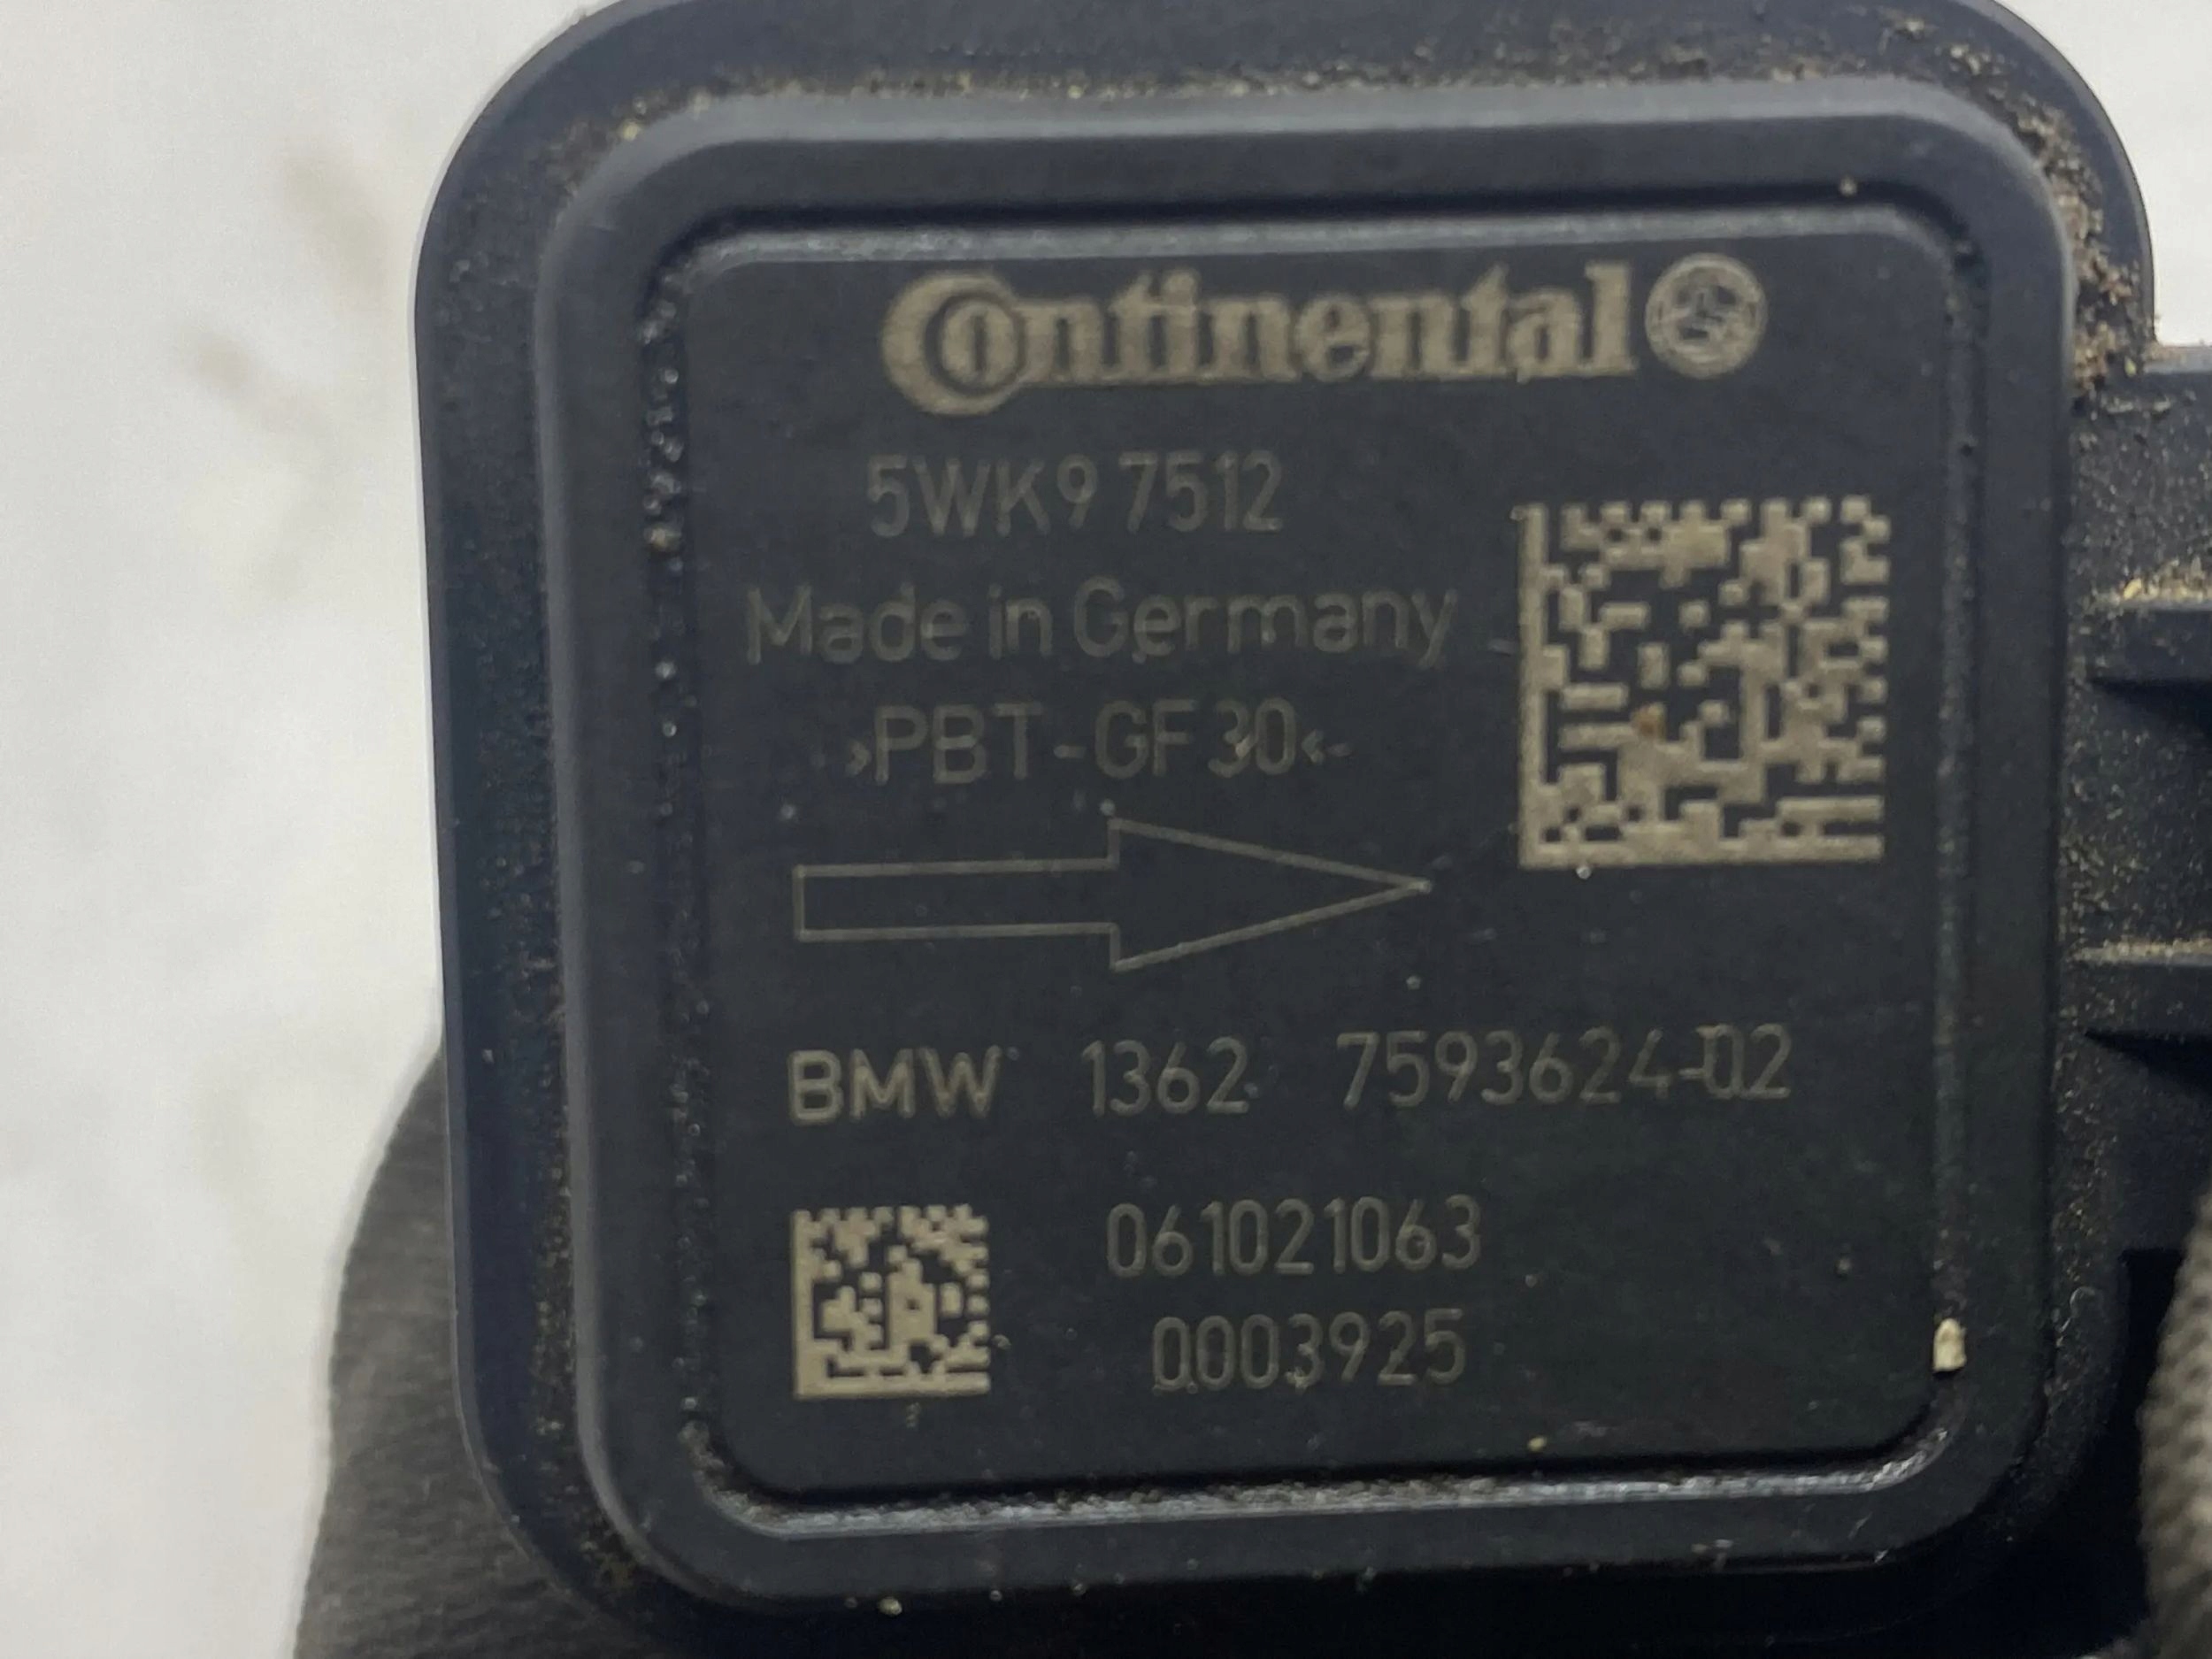 Continental
5WK9 7512
Made in Germany
>PBT-GF30<
BMW 1362 7593624-02
061021063
0003925